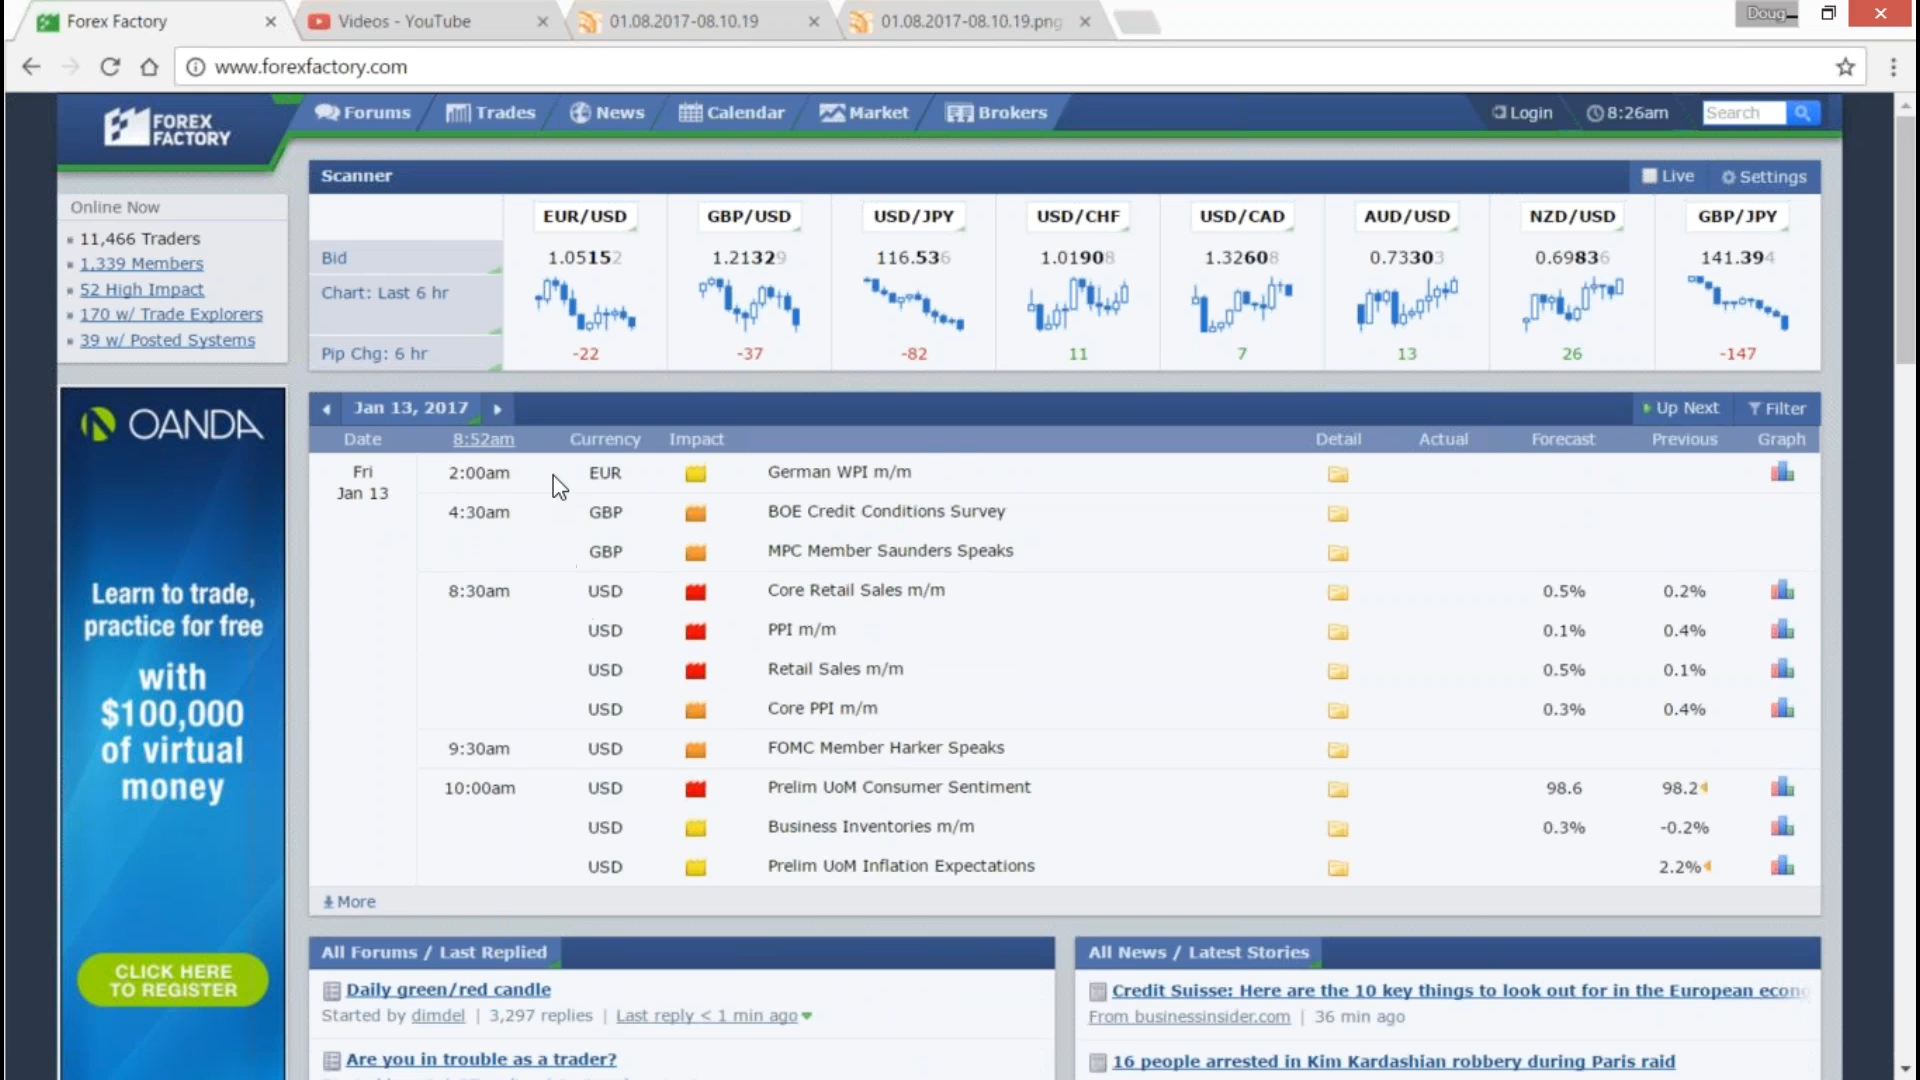 Forex Factory
Videos - YouTube
01.08.2017-08.10.19
01.08.2017-08.10.19.png
Doug
www.forexfactory.com
FOREX
FACTORY
Forums Trades News Calendar Market Brokers
Login 8:26am Search
Online Now
11,466 Traders
1,339 Members
52 High Impact
170 w/ Trade Explorers
39 w/ Posted Systems
OANDA
Learn to trade,
practice for free
with
$100,000
of virtual
money
CLICK HERE
TO REGISTER
Scanner Live Settings
EUR/USD GBP/USD USD/JPY USD/CHF USD/CAD AUD/USD NZD/USD GBP/JPY
Bid 1.05152 1.21329 116.536 1.01908 1.32608 0.73303 0.69836 141.394
Chart: Last 6 hr
Pip Chg: 6 hr -22 -37 -82 11 7 13 26 -147
Jan 13, 2017 Up Next Filter
Date 8:52am Currency Impact Detail Actual Forecast Previous Graph
Fri 2:00am EUR German WPI m/m
Jan 13
4:30am GBP BOE Credit Conditions Survey
GBP MPC Member Saunders Speaks
8:30am USD Core Retail Sales m/m 0.5% 0.2%
USD PPI m/m 0.1% 0.4%
USD Retail Sales m/m 0.5% 0.1%
USD Core PPI m/m 0.3% 0.4%
9:30am USD FOMC Member Harker Speaks
10:00am USD Prelim UoM Consumer Sentiment 98.6 98.2
USD Business Inventories m/m 0.3% -0.2%
USD Prelim UoM Inflation Expectations 2.2%
More
All Forums / Last Replied
Daily green/red candle
Started by dimdel | 3,297 replies | Last reply < 1 min ago
Are you in trouble as a trader?
All News / Latest Stories
Credit Suisse: Here are the 10 key things to look out for in the European econo
From businessinsider.com | 36 min ago
16 people arrested in Kim Kardashian robbery during Paris raid